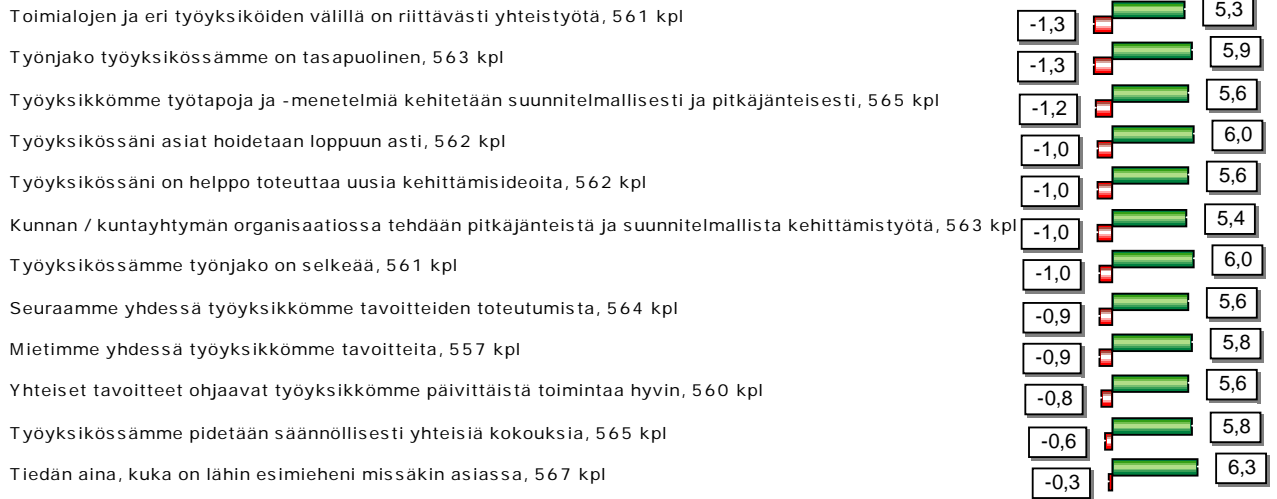 Toimialojen ja eri työyksiköiden välillä on riittävästi yhteistyötä, 561 kpl -1,3 5,3
Työnjako työyksikössämme on tasapuolinen, 563 kpl -1,3 5,9
Työyksikkömme työtapoja ja -menetelmiä kehitetään suunnitelmallisesti ja pitkäjänteisesti, 565 kpl -1,2 5,6
Työyksikössäni asiat hoidetaan loppuun asti, 562 kpl -1,0 6,0
Työyksikössäni on helppo toteuttaa uusia kehittämisideoita, 562 kpl -1,0 5,6
Kunnan / kuntayhtymän organisaatiossa tehdään pitkäjänteistä ja suunnitelmallista kehittämistyötä, 563 kpl -1,0 5,4
Työyksikössämme työnjako on selkeää, 561 kpl -1,0 6,0
Seuraamme yhdessä työyksikkömme tavoitteiden toteutumista, 564 kpl -0,9 5,6
Mietimme yhdessä työyksikkömme tavoitteita, 557 kpl -0,9 5,8
Yhteiset tavoitteet ohjaavat työyksikkömme päivittäistä toimintaa hyvin, 560 kpl -0,8 5,6
Työyksikössämme pidetään säännöllisesti yhteisiä kokouksia, 565 kpl -0,6 5,8
Tiedän aina, kuka on lähin esimieheni missäkin asiassa, 567 kpl -0,3 6,3